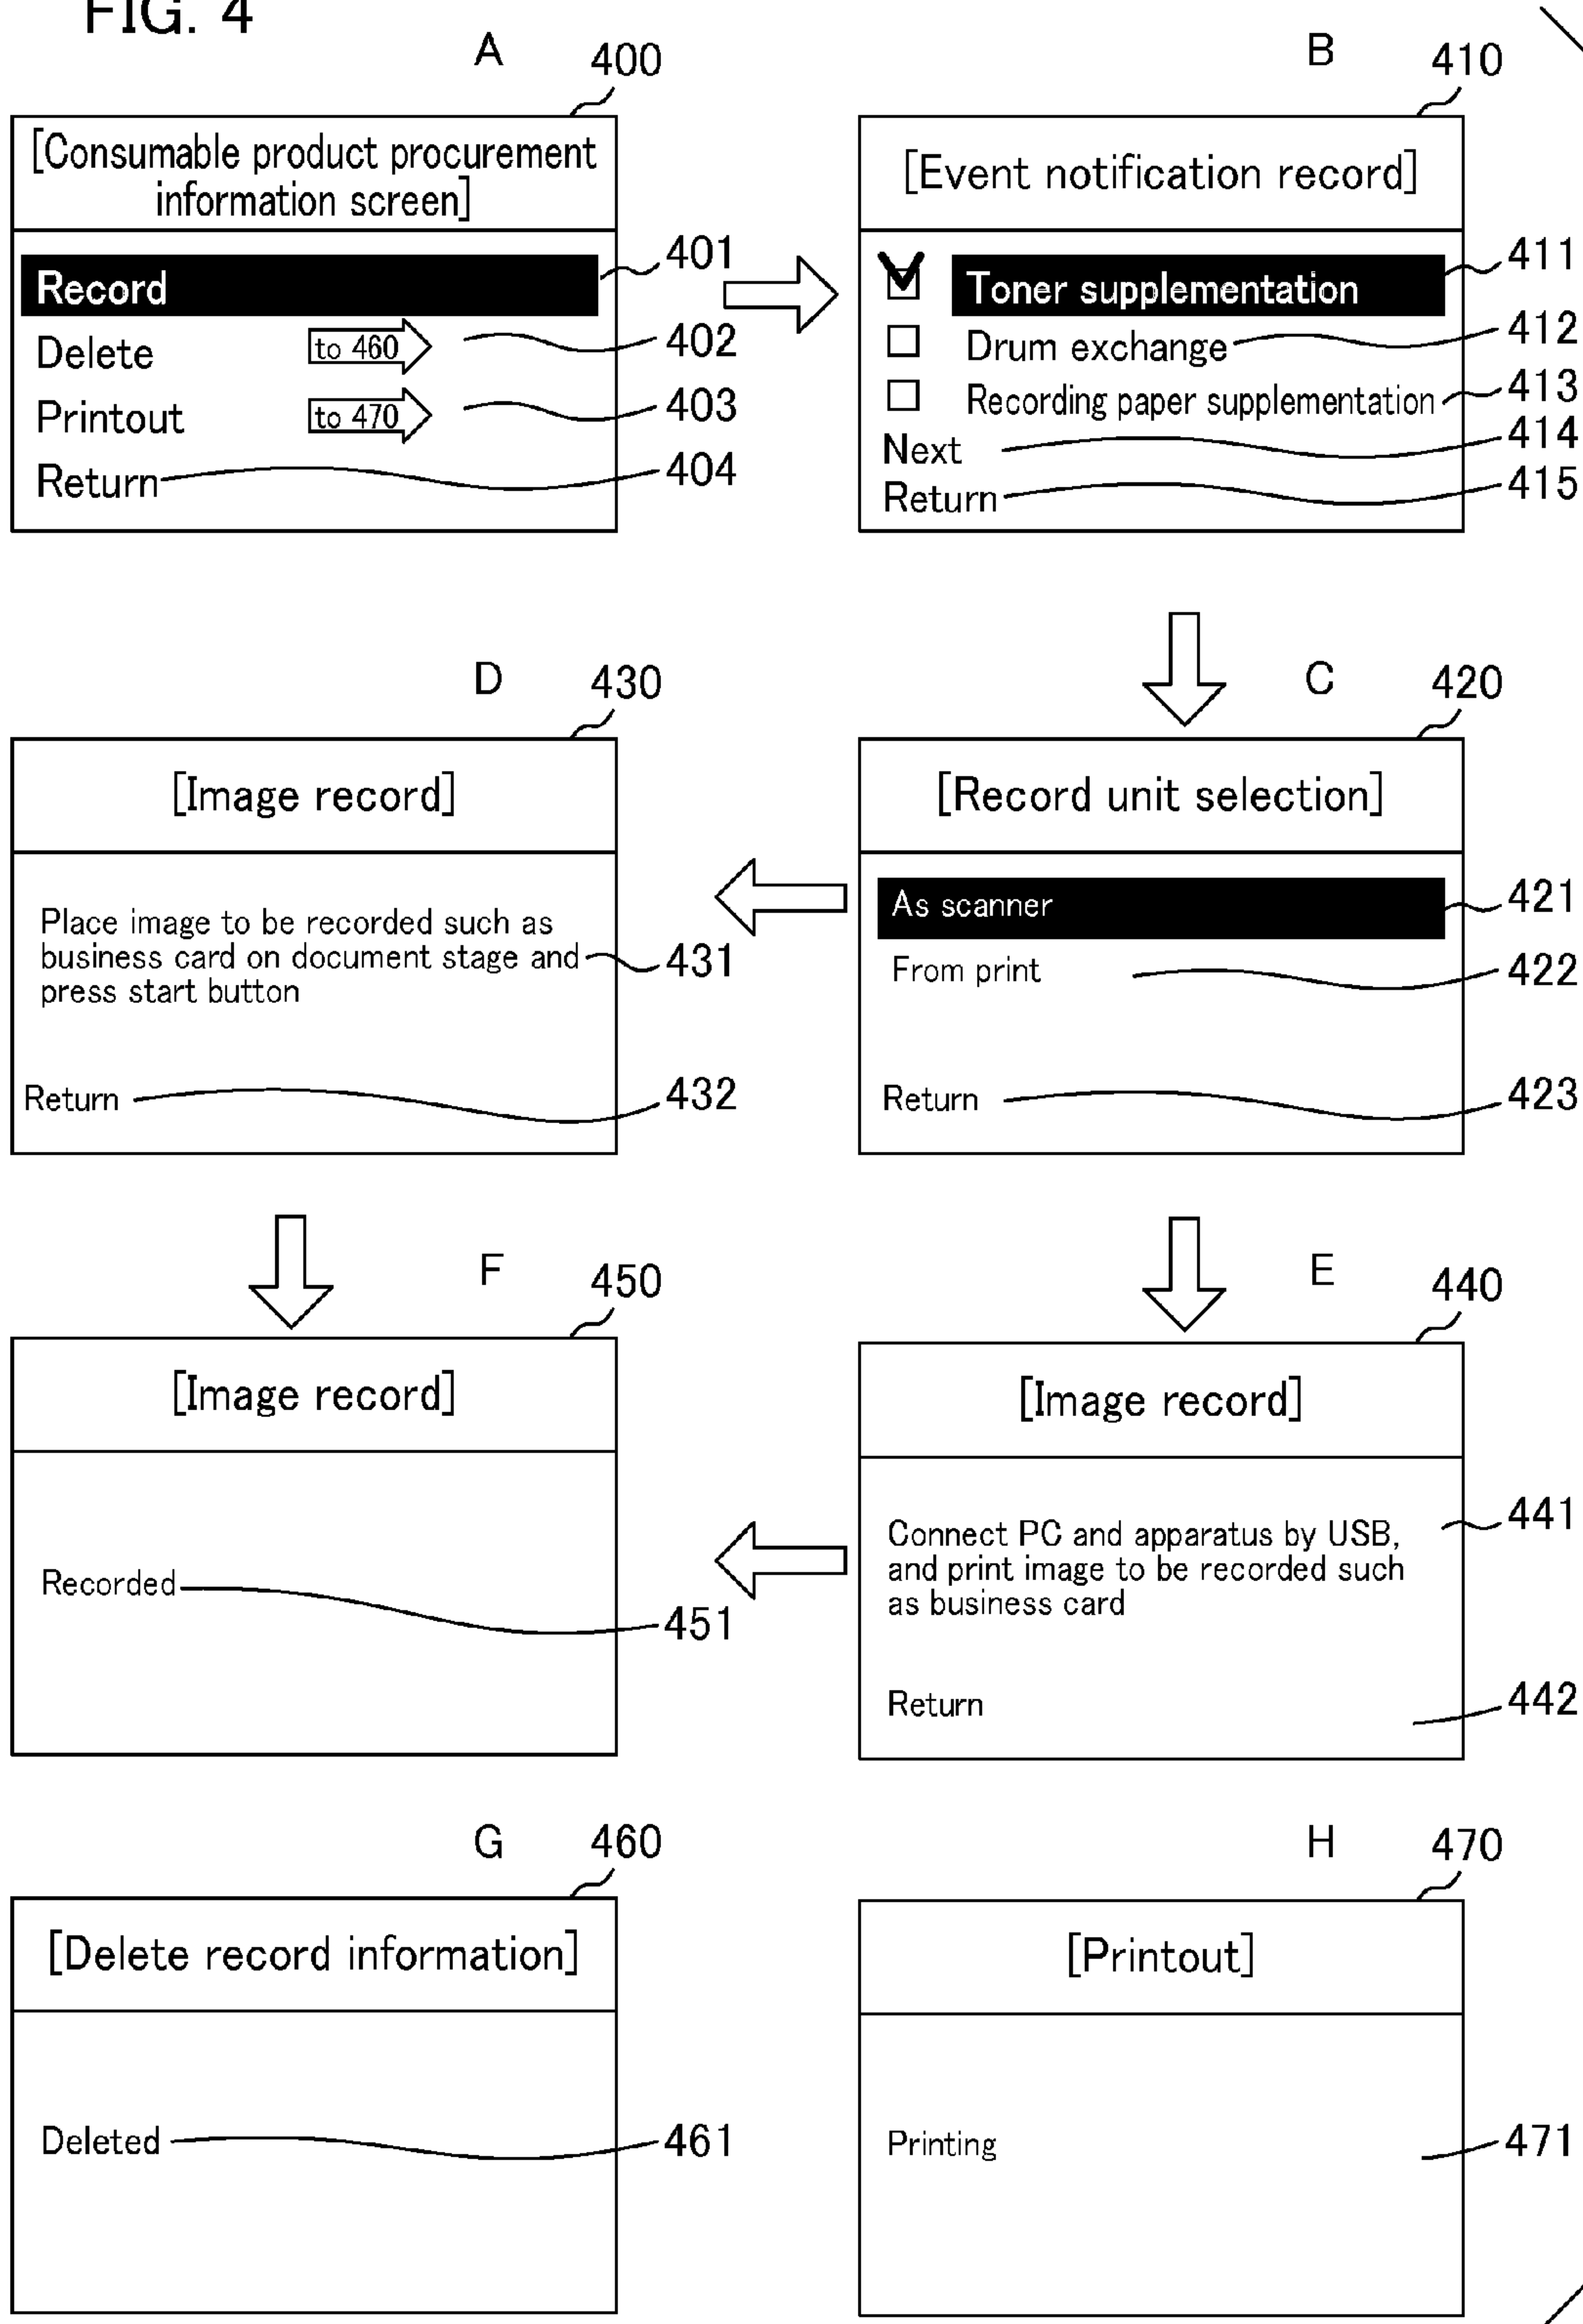 FIG. 4
A
400
[Consumable product procurement
information screen]
Record
401
Delete
to 460
402
Printout
to 470
403
Return
404
B
410
[Event notification record]
Toner supplementation
411
Drum exchange
412
Recording paper supplementation
413
Next
414
Return
415
D
430
[Image record]
Place image to be recorded such as
business card on document stage and
press start button
431
Return
432
C
420
[Record unit selection]
As scanner
421
From print
422
Return
423
F
450
[Image record]
Recorded
451
E
440
[Image record]
Connect PC and apparatus by USB,
and print image to be recorded such
as business card
441
Return
442
G
460
[Delete record information]
Deleted
461
H
470
[Printout]
Printing
471